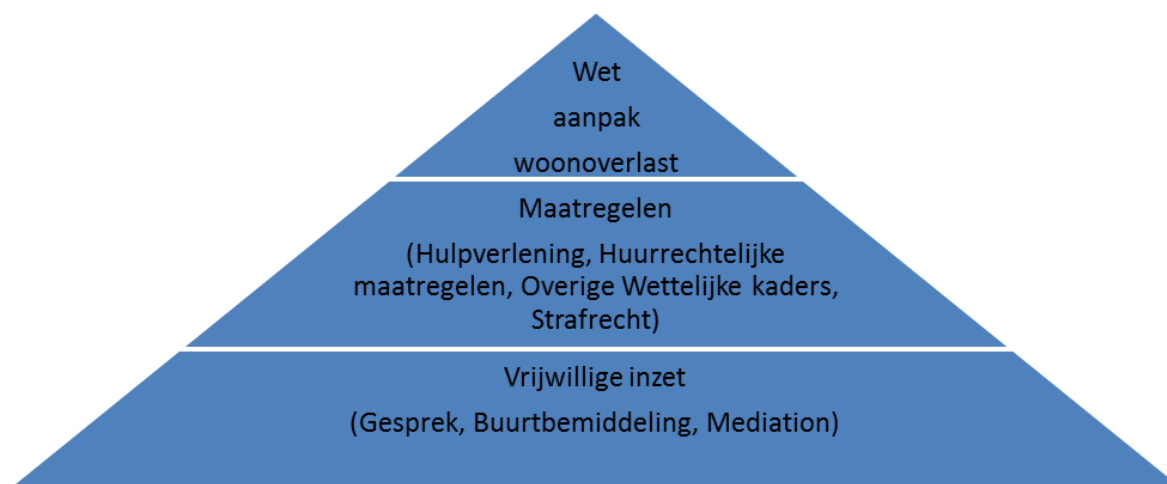 Wet
aanpak
woonoverlast
Maatregelen
(Hulpverlening, Huurrechtelijke
maatregelen, Overige Wettelijke kaders,
Strafrecht)
Vrijwillige inzet
(Gesprek, Buurtbemiddeling, Mediation)